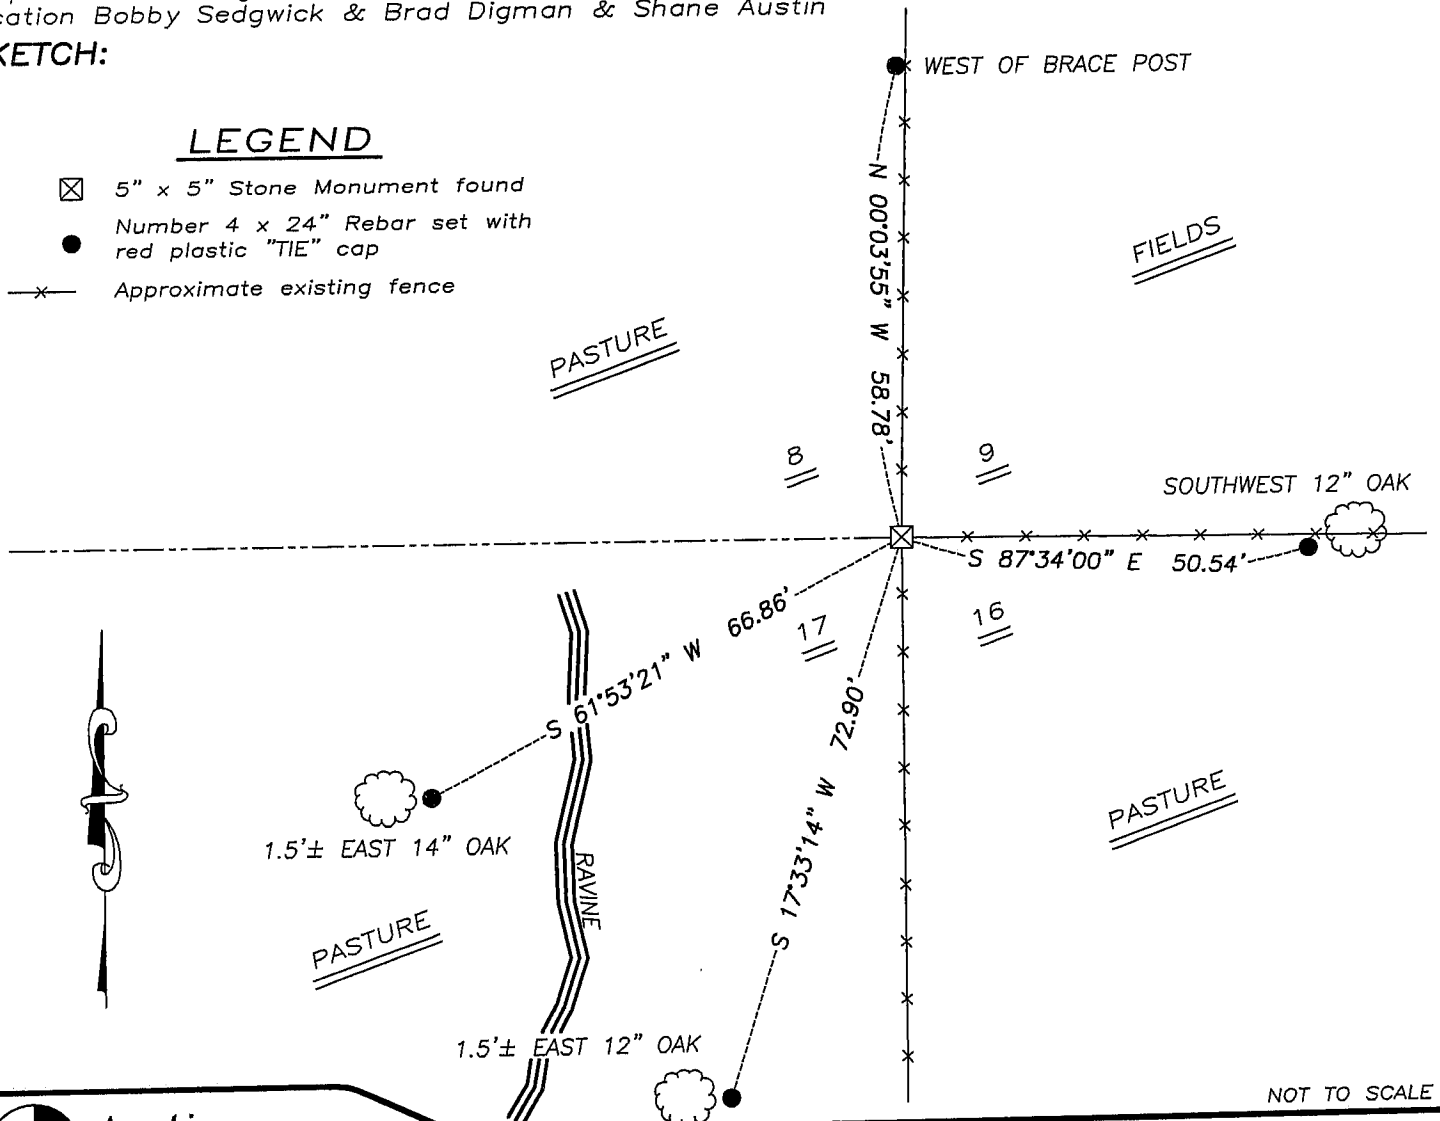 cation Bobby Sedgwick & Brad Digman & Shane Austin
KETCH:
LEGEND
5" x 5" Stone Monument found
Number 4 x 24" Rebar set with
red plastic "TIE" cap
Approximate existing fence
WEST OF BRACE POST
N 00°03'55" W 58.78'
FIELDS
PASTURE
8
9
SOUTHWEST 12" OAK
S 87°34'00" E 50.54'
S 61°53'21" W 66.86'
17
16
S 17°33'14" W 72.90'
1.5'± EAST 14" OAK
RAVINE
PASTURE
PASTURE
1.5'± EAST 12" OAK
NOT TO SCALE